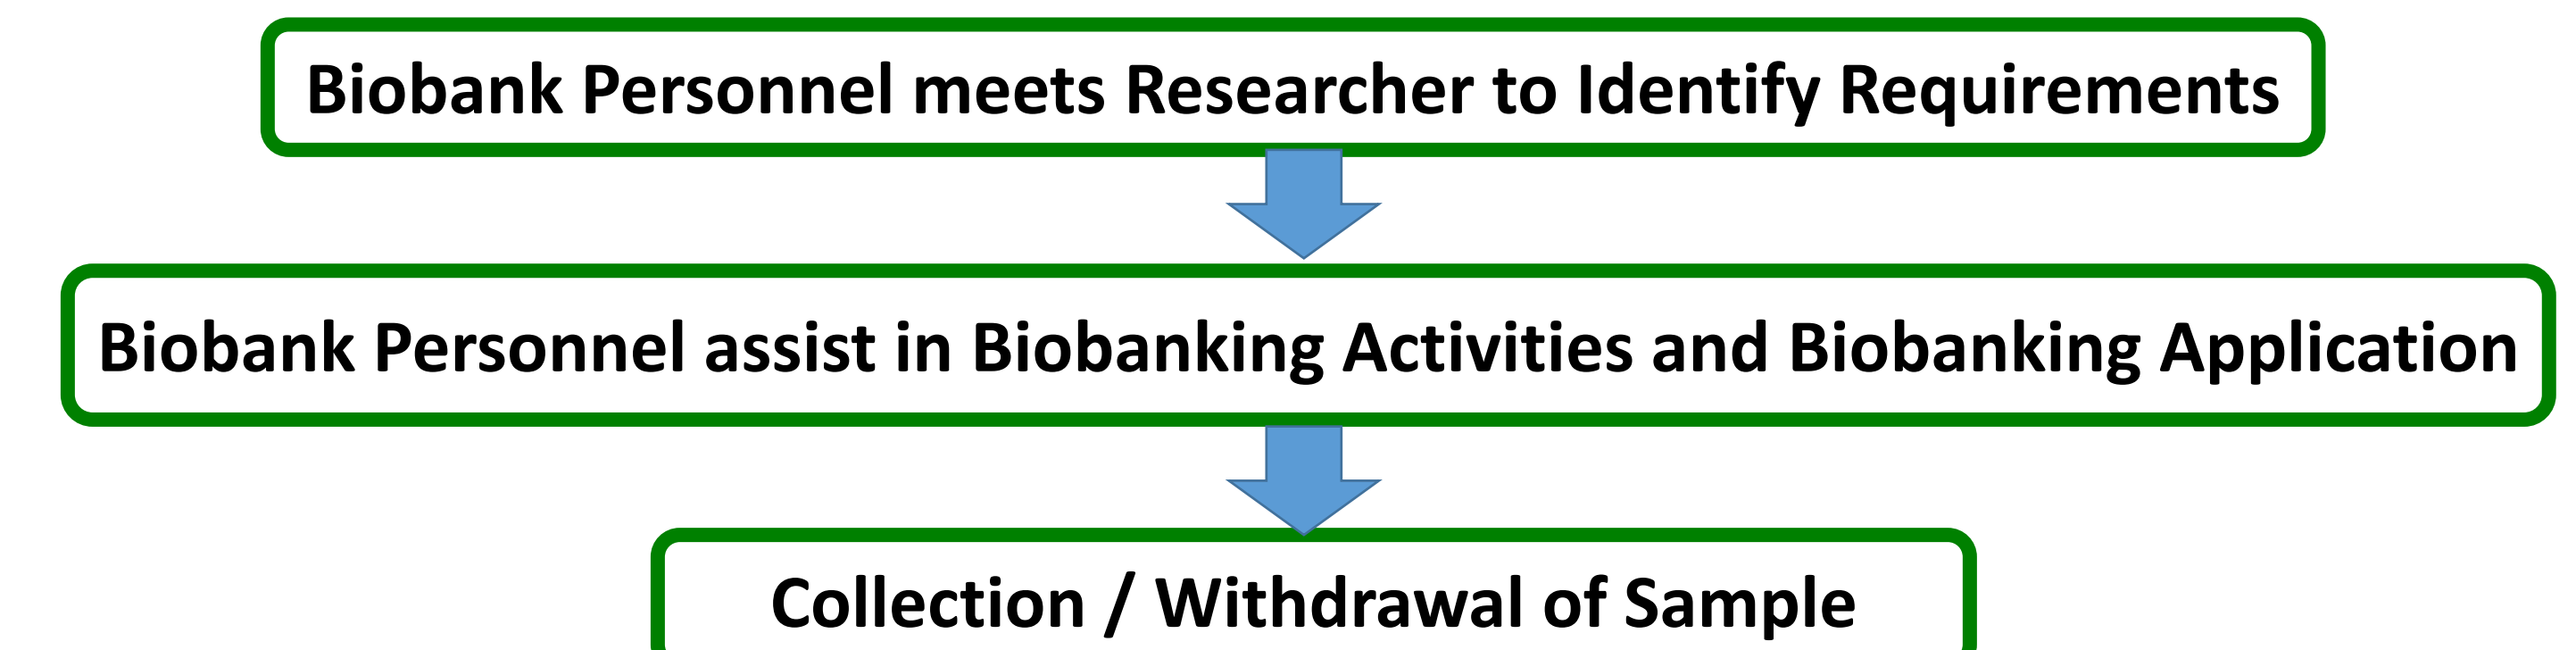 Biobank Personnel meets Researcher to Identify Requirements
Biobank Personnel assist in Biobanking Activities and Biobanking Application
Collection / Withdrawal of Sample